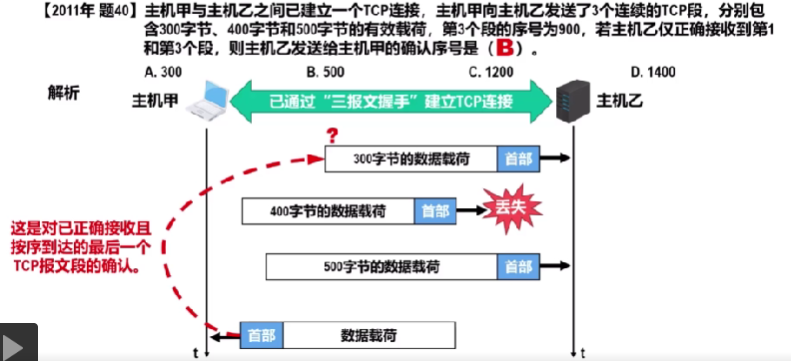 【2011年 题40】主机甲与主机乙之间已建立一个TCP连接，主机甲向主机乙发送了3个连续的TCP段，分别包
含300字节、400字节和500字节的有效载荷，第3个段的序号为900，若主机乙仅正确接收到第1
和第3个段，则主机乙发送给主机甲的确认序号是（B）。
A. 300 B. 500 C. 1200 D. 1400
解析
主机甲 已通过“三报文握手”建立TCP连接 主机乙
?
300字节的数据载荷 首部
400字节的数据载荷 首部 丢失
这是对已正确接收且
按序到达的最后一个
TCP报文段的确认。
500字节的数据载荷 首部
首部 数据载荷
t t